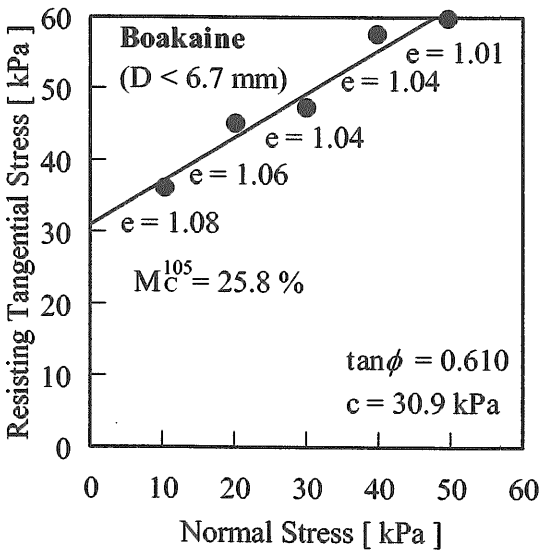 Resisting Tangential Stress [ kPa ]
60
50
40
30
20
10
0
Boakaine
(D < 6.7 mm)
e = 1.01
e = 1.04
e = 1.04
e = 1.06
e = 1.08
Mc¹⁰⁵= 25.8 %
tanϕ = 0.610
c = 30.9 kPa
0 10 20 30 40 50 60
Normal Stress [ kPa ]